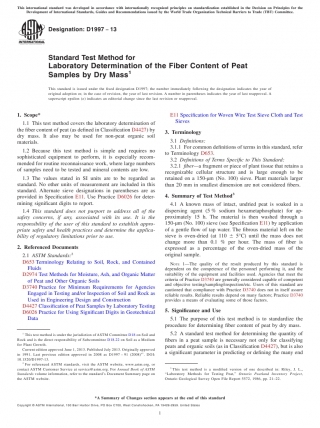 This international standard was developed in accordance with internationally recognized principles on standardization established in the Decision on Principles for the
Development of International Standards, Guides and Recommendations issued by the World Trade Organization Technical Barriers to Trade (TBT) Committee.
Designation: D1997 − 13
INTERNATIONAL
Standard Test Method for
Laboratory Determination of the Fiber Content of Peat
Samples by Dry Mass¹
This standard is issued under the fixed designation D1997; the number immediately following the designation indicates the year of
original adoption or, in the case of revision, the year of last revision. A number in parentheses indicates the year of last reapproval. A
superscript epsilon (ε) indicates an editorial change since the last revision or reapproval.
1. Scope*
1.1 This test method covers the laboratory determination of
the fiber content of peat (as defined in Classification D4427) by
dry mass. It also may be used for non-peat organic soil
materials.
1.2 Because this test method is simple and requires no
sophisticated equipment to perform, it is especially recom-
mended for routine reconnaissance work, where large numbers
of samples need to be tested and mineral contents are low.
1.3 The values stated in SI units are to be regarded as
standard. No other units of measurement are included in this
standard. Alternate sieve designations in parentheses are as
provided in Specification E11. Use Practice D6026 for deter-
mining significant digits to report.
1.4 This standard does not purport to address all of the
safety concerns, if any, associated with its use. It is the
responsibility of the user of this standard to establish appro-
priate safety and health practices and determine the applica-
bility of regulatory limitations prior to use.
2. Referenced Documents
2.1 ASTM Standards:²
D653 Terminology Relating to Soil, Rock, and Contained
Fluids
D2974 Test Methods for Moisture, Ash, and Organic Matter
of Peat and Other Organic Soils
D3740 Practice for Minimum Requirements for Agencies
Engaged in Testing and/or Inspection of Soil and Rock as
Used in Engineering Design and Construction
D4427 Classification of Peat Samples by Laboratory Testing
D6026 Practice for Using Significant Digits in Geotechnical
Data
¹ This test method is under the jurisdiction of ASTM Committee D18 on Soil and
Rock and is the direct responsibility of Subcommittee D18.22 on Soil as a Medium
for Plant Growth.
Current edition approved June 1, 2013. Published July 2013. Originally approved
in 1991. Last previous edition approved in 2008 as D1997 – 91 (2008)ᵋ¹. DOI:
10.1520/D1997-13.
² For referenced ASTM standards, visit the ASTM website, www.astm.org, or
contact ASTM Customer Service at service@astm.org. For Annual Book of ASTM
Standards volume information, refer to the standard's Document Summary page on
the ASTM website.
E11 Specification for Woven Wire Test Sieve Cloth and Test
Sieves
3. Terminology
3.1 Definitions:
3.1.1 For common definitions of terms in this standard, refer
to Terminology D653.
3.2 Definitions of Terms Specific to This Standard:
3.2.1 fiber—a fragment or piece of plant tissue that retains a
recognizable cellular structure and is large enough to be
retained on a 150-μm (No. 100) sieve. Plant materials larger
than 20 mm in smallest dimension are not considered fibers.
4. Summary of Test Method³
4.1 A known mass of intact, undried peat is soaked in a
dispersing agent (5 % sodium hexametaphosphate) for ap-
proximately 15 h. The material is then washed through a
150-μm (No. 100) sieve (see Specification E11) by application
of a gentle flow of tap water. The fibrous material left on the
sieve is oven-dried (at 110 ± 5°C) until the mass does not
change more than 0.1 % per hour. The mass of fiber is
expressed as a percentage of the oven-dried mass of the
original sample.
NOTE 1—The quality of the result produced by this standard is
dependent on the competence of the personnel performing it, and the
suitability of the equipment and facilities used. Agencies that meet the
criteria of Practice D3740 are generally considered capable of competent
and objective testing/sampling/inspection/etc. Users of this standard are
cautioned that compliance with Practice D3740 does not in itself assure
reliable results. Reliable results depend on many factors; Practice D3740
provides a means of evaluating some of those factors.
5. Significance and Use
5.1 The purpose of this test method is to standardize the
procedure for determining fiber content of peat by dry mass.
5.2 A standard test method for determining the quantity of
fibers in a peat sample is necessary not only for classifying
peats and organic soils (as in Classification D4427), but is also
a significant parameter in predicting or defining the many end
³ This test method is a modified version of one described in Riley, J. L.,
"Laboratory Methods for Testing Peat," Ontario Peatland Inventory Project,
Ontario Geological Survey Open File Report 5572, 1986, pp. 21–22.
*A Summary of Changes section appears at the end of this standard
1